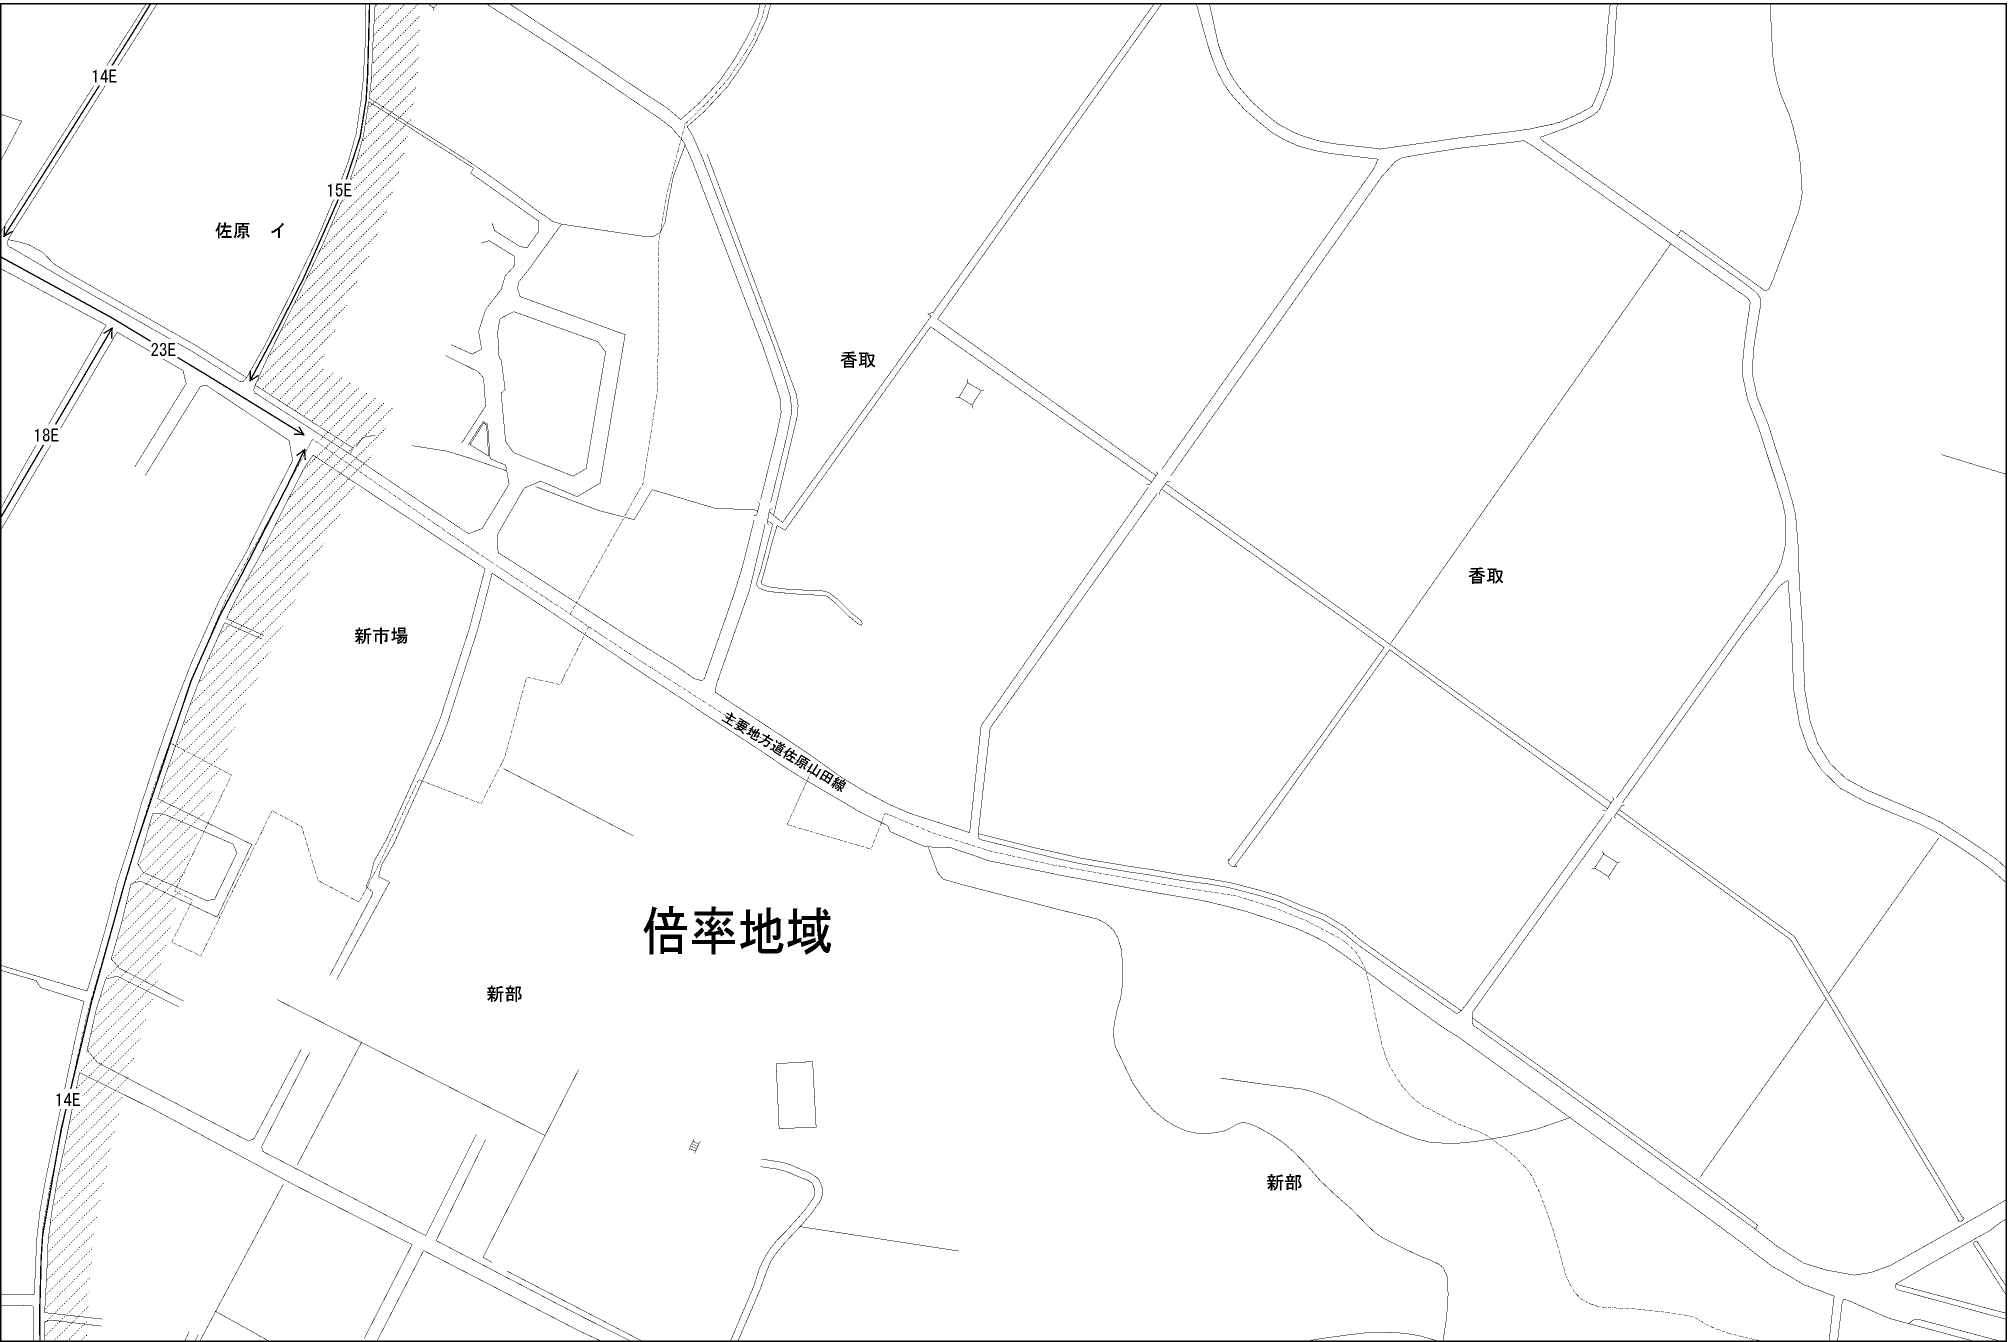 14E
15E
佐原　イ
23E
香取
18E
香取
新市場
主要地方道佐原山田線
倍率地域
新部
14E
新部